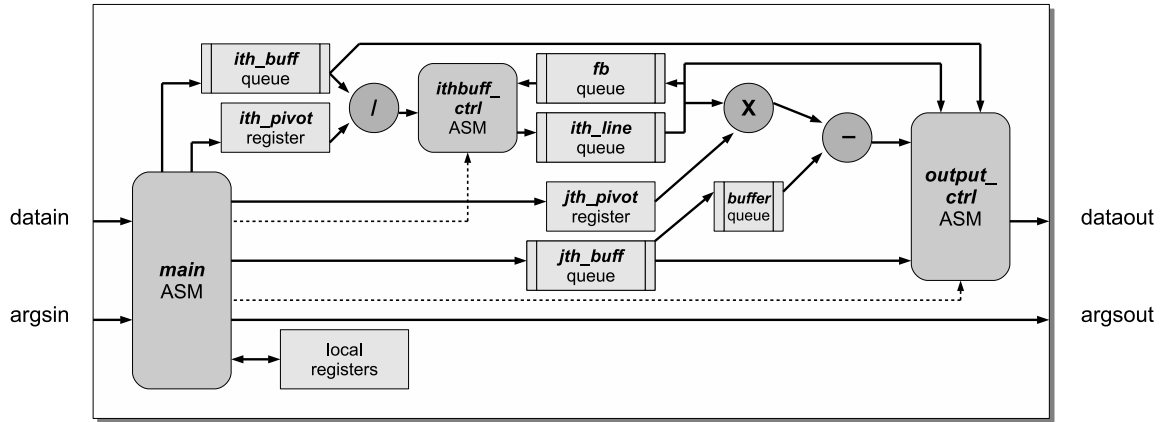 ith_buff
queue
ith_pivot
register
/
ithbuff_
ctrl
ASM
fb
queue
ith_line
queue
X
–
jth_pivot
register
buffer
queue
jth_buff
queue
output_
ctrl
ASM
datain
dataout
main
ASM
argsin
argsout
local
registers